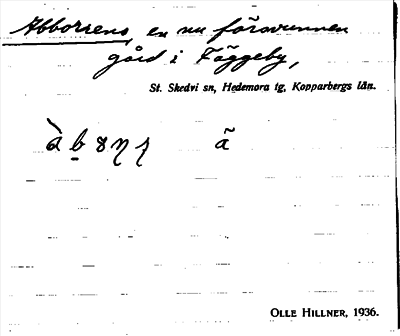 Abborrens, en nu försvunnen
gård i Fäggeby,
St. Skedvi sn, Hedemora tg, Kopparbergs län.
OLLE HILLNER, 1936.